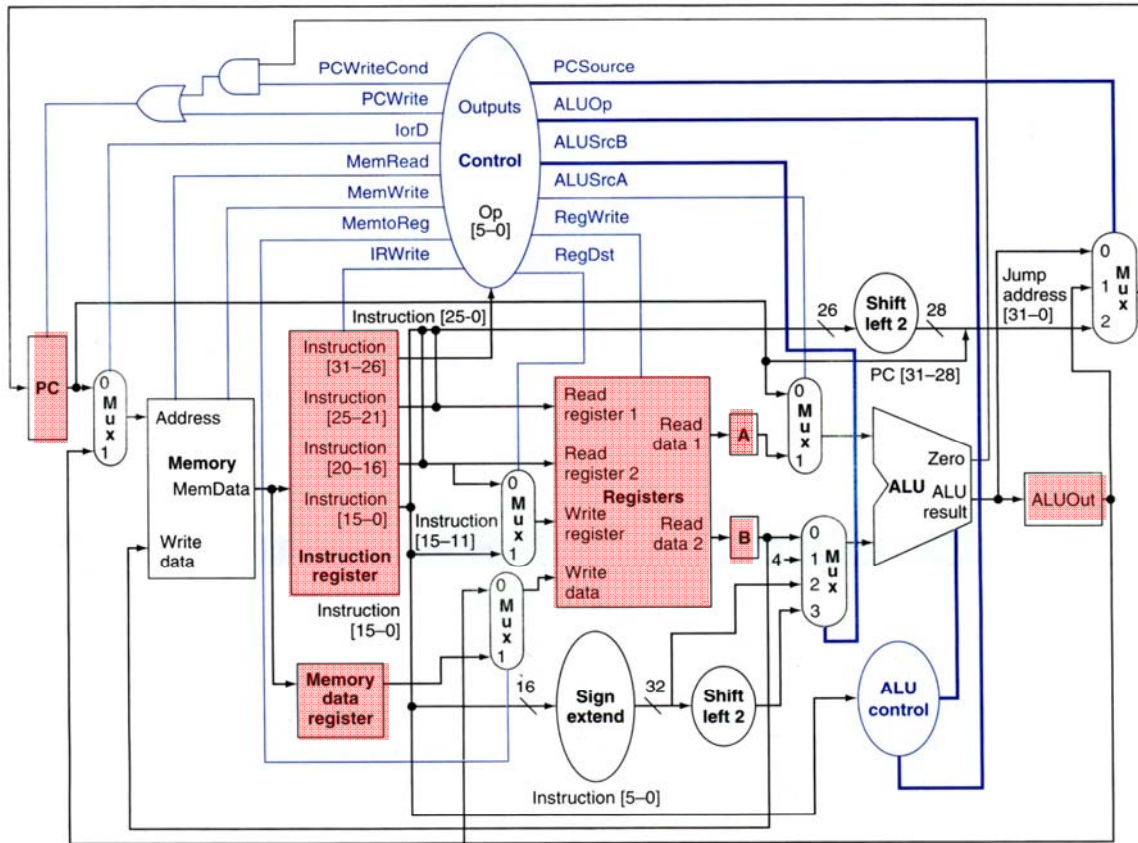 PCWriteCond
PCWrite
IorD
MemRead
MemWrite
MemtoReg
IRWrite
Outputs
Control
Op
[5–0]
PCSource
ALUOp
ALUSrcB
ALUSrcA
RegWrite
RegDst
PC
0
M
u
x
1
Address
Memory
MemData
Write
data
Instruction [25-0]
Instruction
[31–26]
Instruction
[25–21]
Instruction
[20–16]
Instruction
[15–0]
Instruction
register
Instruction
[15–0]
Memory
data
register
Instruction
[15–11]
0
M
u
x
1
0
M
u
x
1
Read
register 1
Read
register 2
Registers
Write
register
Write
data
Read
data 1
Read
data 2
A
B
16
Sign
extend
32
Shift
left 2
Instruction [5–0]
26
Shift
left 2
28
PC [31–28]
Jump
address
[31–0]
0
M
u
x
1
4
0
1
2
3
M
u
x
Zero
ALU
ALU
result
ALU
control
ALUOut
0
1
2
M
u
x